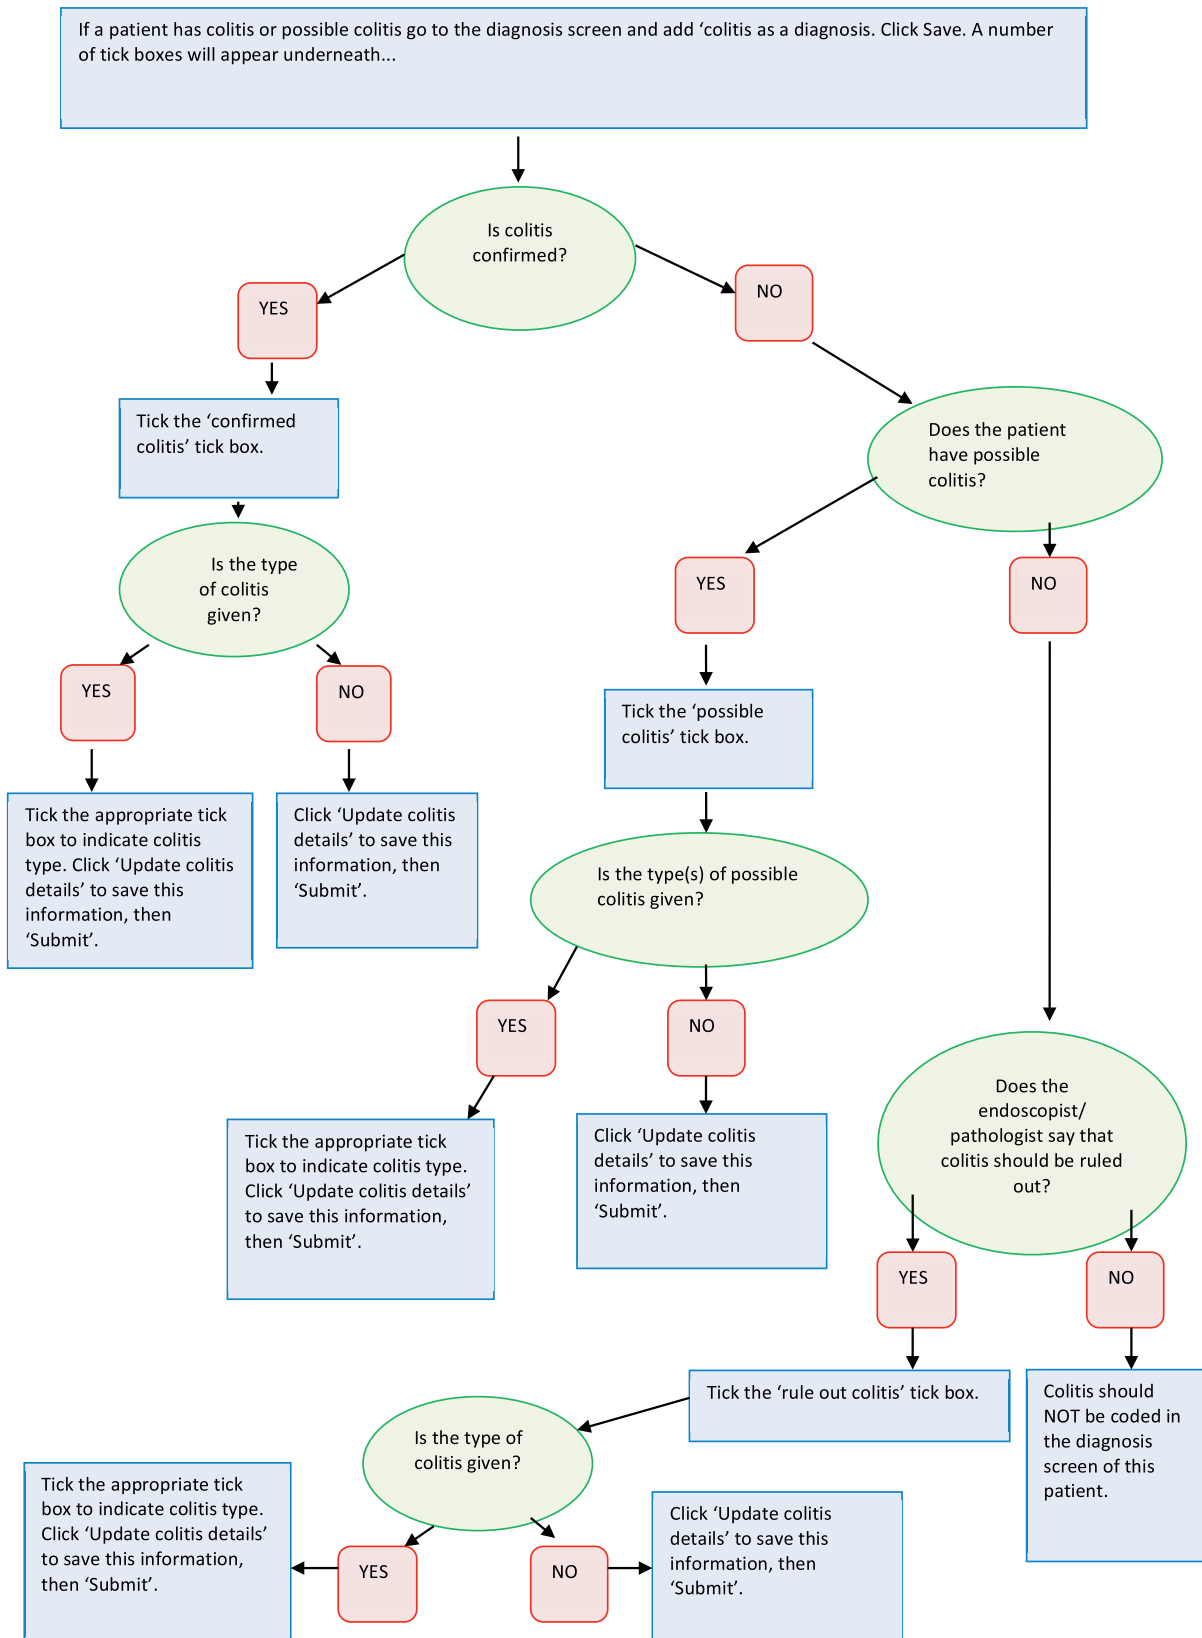 If a patient has colitis or possible colitis go to the diagnosis screen and add ‘colitis as a diagnosis. Click Save. A number
of tick boxes will appear underneath...
Is colitis
confirmed?
YES
NO
Tick the ‘confirmed
colitis’ tick box.
Does the patient
have possible
colitis?
Is the type
of colitis
given?
YES
NO
YES
NO
Tick the ‘possible
colitis’ tick box.
Tick the appropriate tick
box to indicate colitis
type. Click ‘Update colitis
details’ to save this
information, then
‘Submit’.
Click ‘Update colitis
details’ to save this
information, then
‘Submit’.
Is the type(s) of possible
colitis given?
YES
NO
Tick the appropriate tick
box to indicate colitis type.
Click ‘Update colitis details’
to save this information,
then ‘Submit’.
Click ‘Update colitis
details’ to save this
information, then
‘Submit’.
Does the
endoscopist/
pathologist say that
colitis should be ruled
out?
YES
NO
Tick the ‘rule out colitis’ tick box.
Colitis should
NOT be coded in
the diagnosis
screen of this
patient.
Is the type of
colitis given?
Tick the appropriate tick
box to indicate colitis type.
Click ‘Update colitis details’
to save this information,
then ‘Submit’.
YES
NO
Click ‘Update colitis
details’ to save this
information, then
‘Submit’.